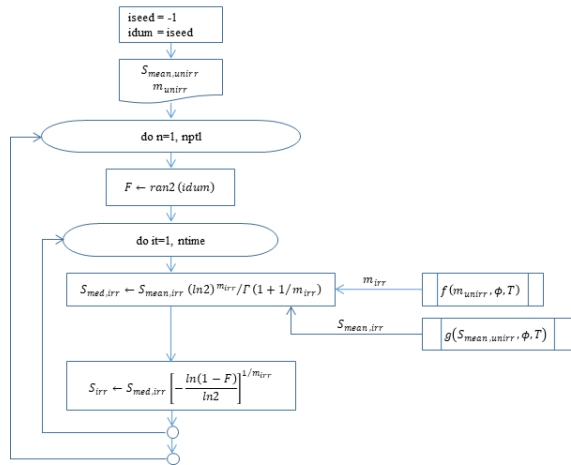 iseed = -1
idum = iseed
S_{mean,unirr}
m_{unirr}
do n=1, nptl
F ← ran2 (idum)
do it=1, ntime
S_{med,irr} ← S_{mean,irr} (ln2)^{m_{irr}}/Γ(1 + 1/m_{irr})
m_{irr}
f(m_{unirr}, ϕ, T)
S_{mean,irr}
g(S_{mean,unirr}, ϕ, T)
S_{irr} ← S_{med,irr} [−ln(1 − F)/ln2]^{1/m_{irr}}